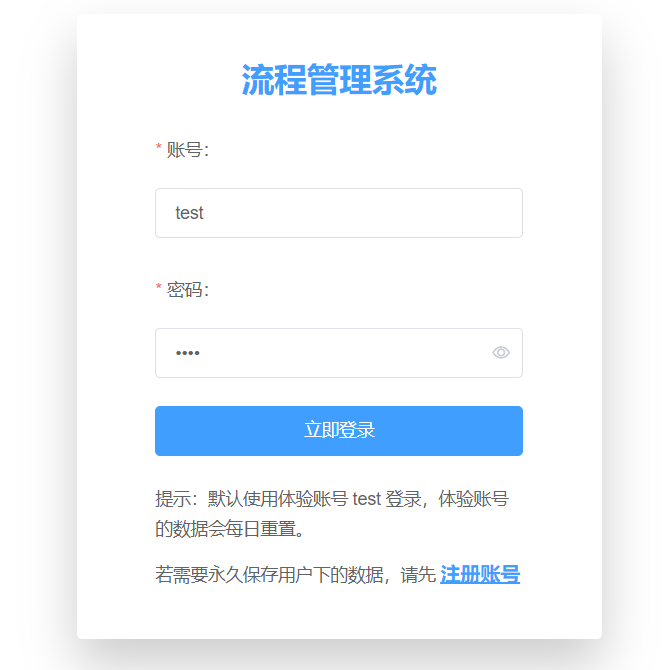 流程管理系统
* 账号：
test
* 密码：
••••
立即登录
提示：默认使用体验账号 test 登录，体验账号
的数据会每日重置。
若需要永久保存用户下的数据，请先 注册账号